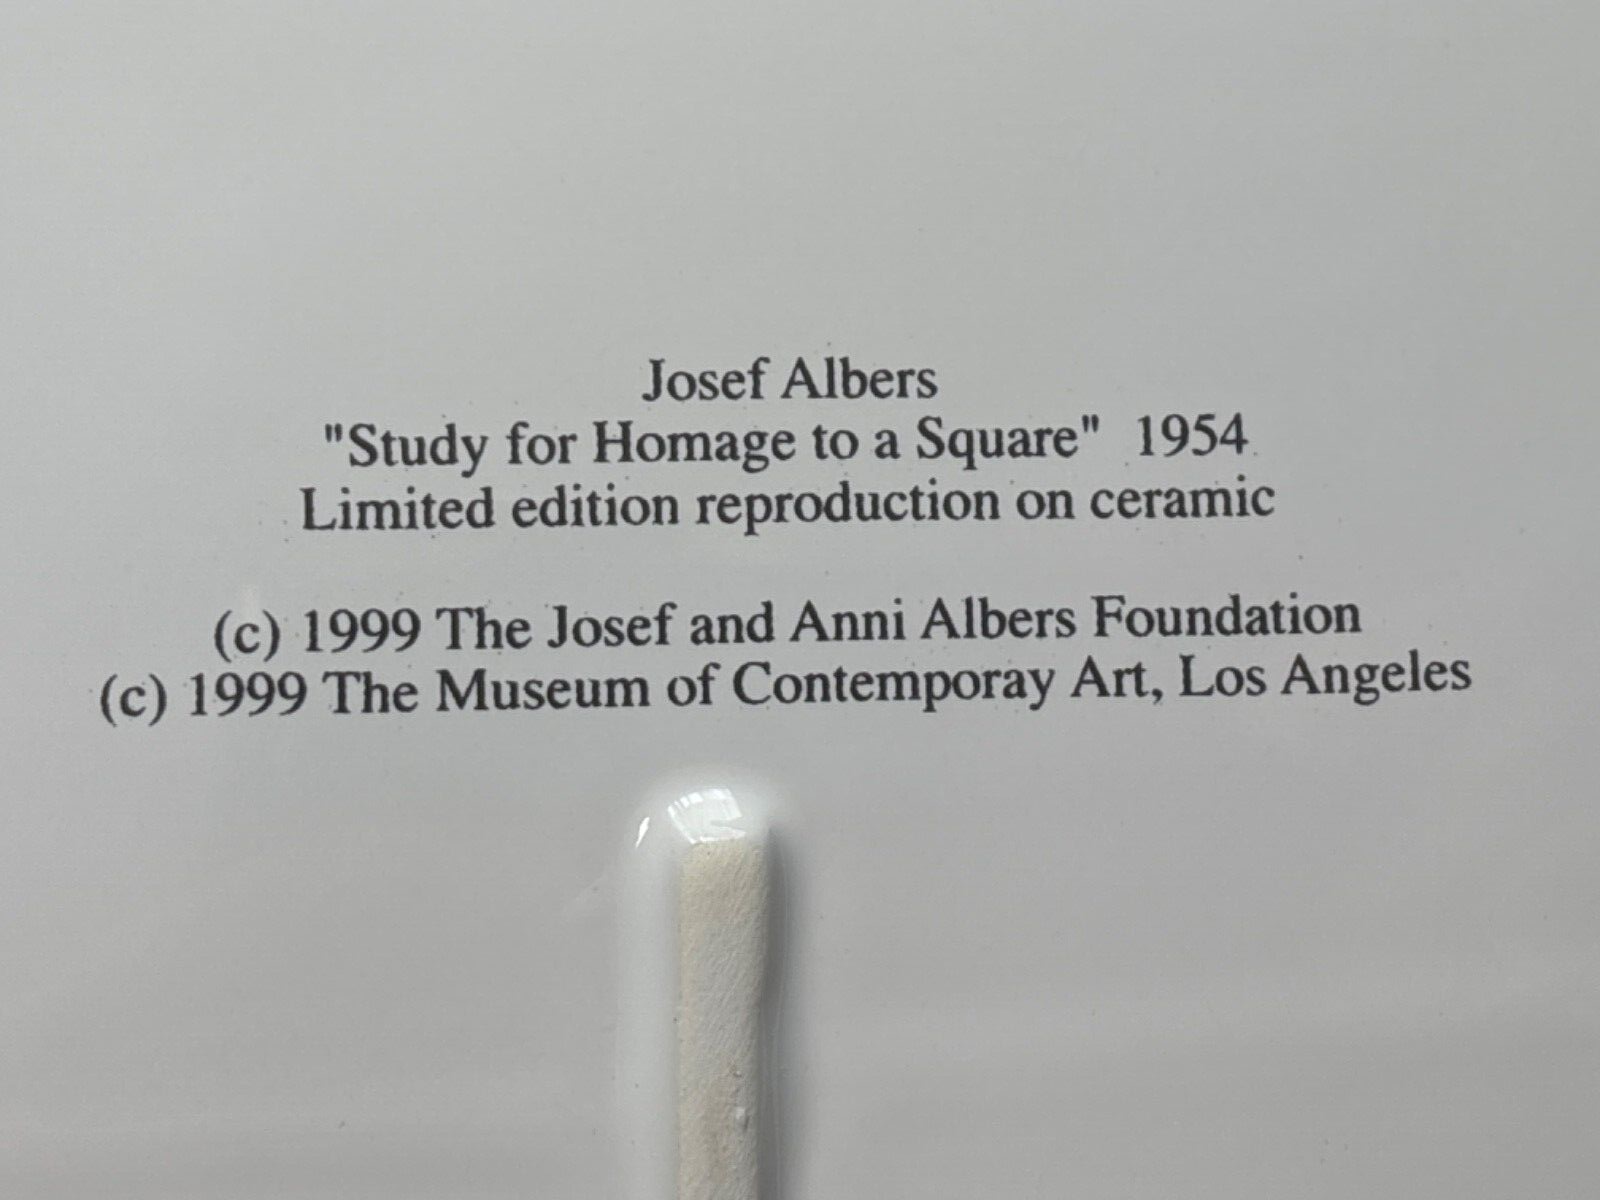 Josef Albers
"Study for Homage to a Square" 1954
Limited edition reproduction on ceramic
(c) 1999 The Josef and Anni Albers Foundation
(c) 1999 The Museum of Contemporay Art, Los Angeles